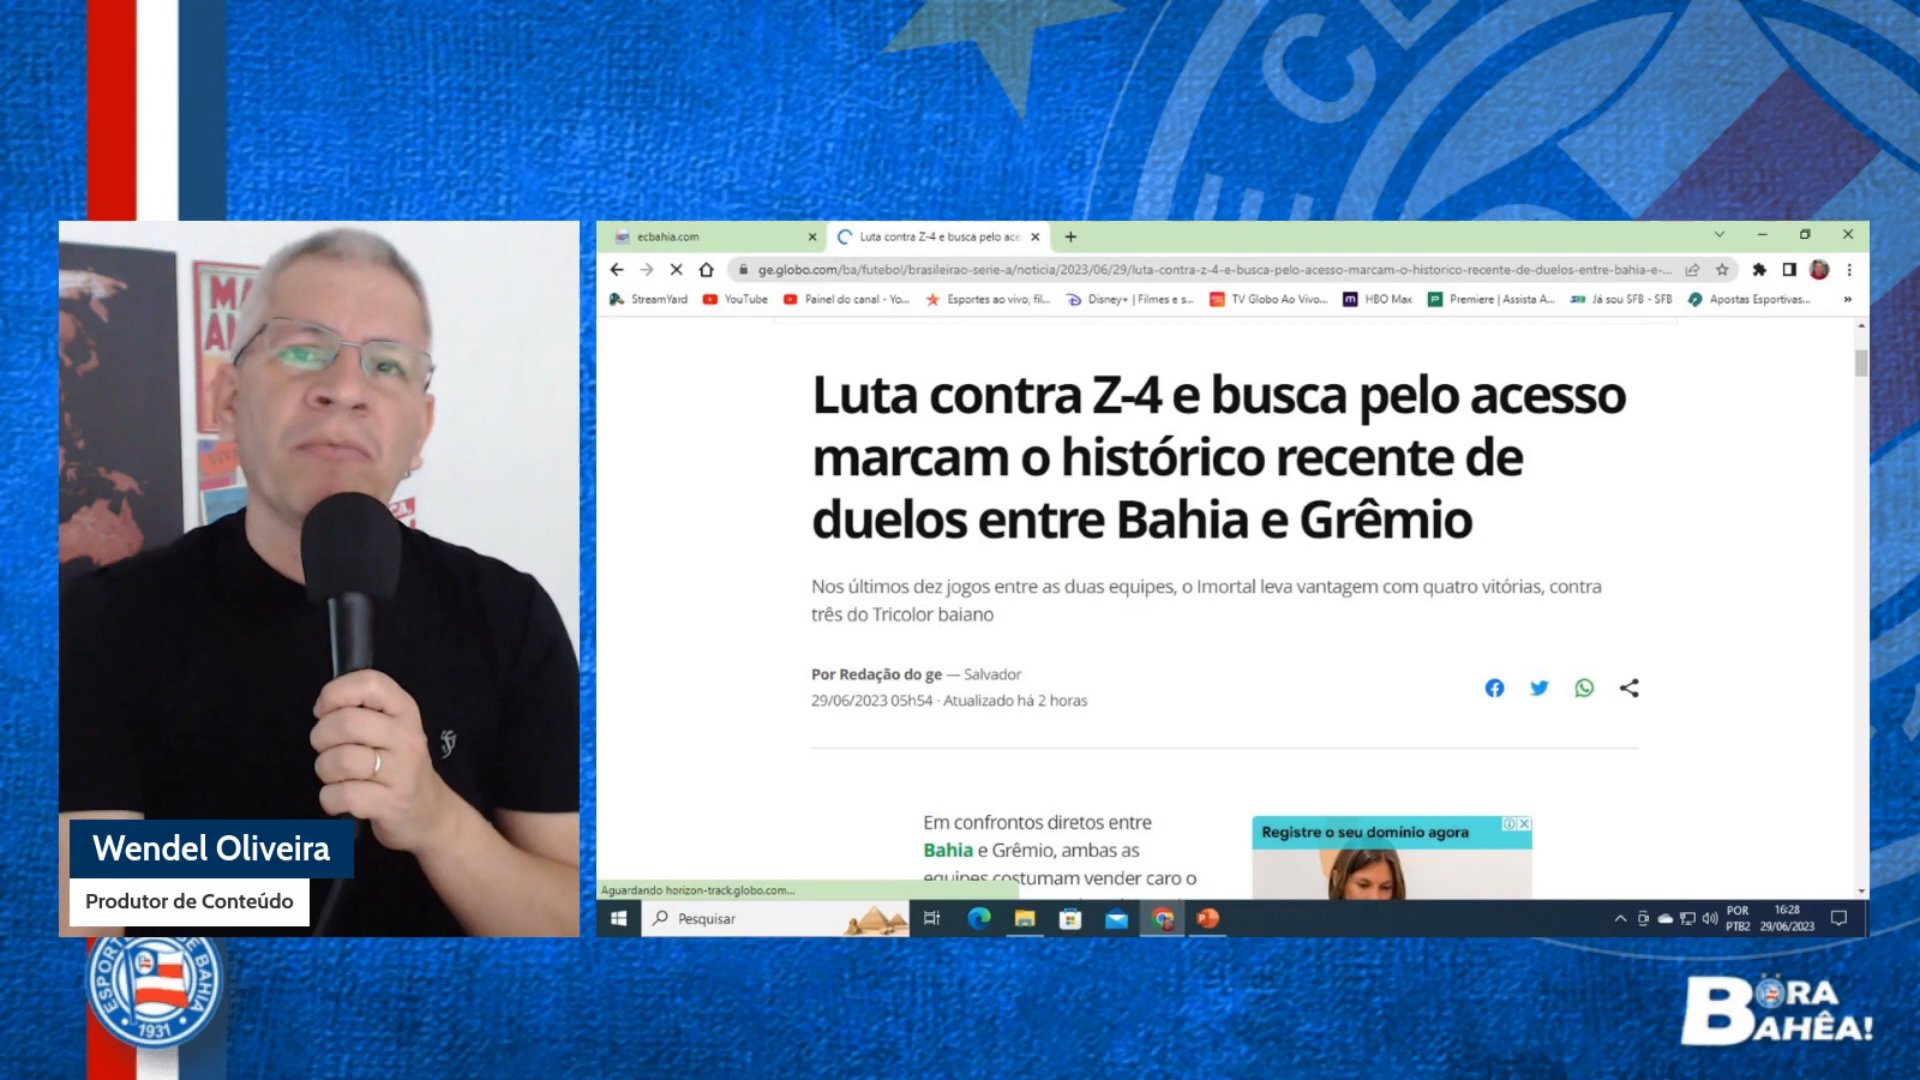 ecbahia.com
Luta contra Z-4 e busca pelo ace
ge.globo.com/ba/futebol/brasileirao-serie-a/noticia/2023/06/29/luta-contra-z-4-e-busca-pelo-acesso-marcam-o-historico-recente-de-duelos-entre-bahia-e-...
StreamYard YouTube Painel do canal - Yo... Esportes ao vivo, fil... Disney+ | Filmes e s... TV Globo Ao Vivo... HBO Max Premiere | Assista A... Já sou SFB - SFB Apostas Esportivas... »
Luta contra Z-4 e busca pelo acesso
marcam o histórico recente de
duelos entre Bahia e Grêmio
Nos últimos dez jogos entre as duas equipes, o Imortal leva vantagem com quatro vitórias, contra
três do Tricolor baiano
Por Redação do ge — Salvador
29/06/2023 05h54 · Atualizado há 2 horas
Em confrontos diretos entre
Bahia e Grêmio, ambas as
equipes costumam vender caro o
Registre o seu domínio agora
Aguardando horizon-track.globo.com...
Pesquisar
POR
PTB2
16:28
29/06/2023
Wendel Oliveira
Produtor de Conteúdo
1931
BORA
BAHÊA!